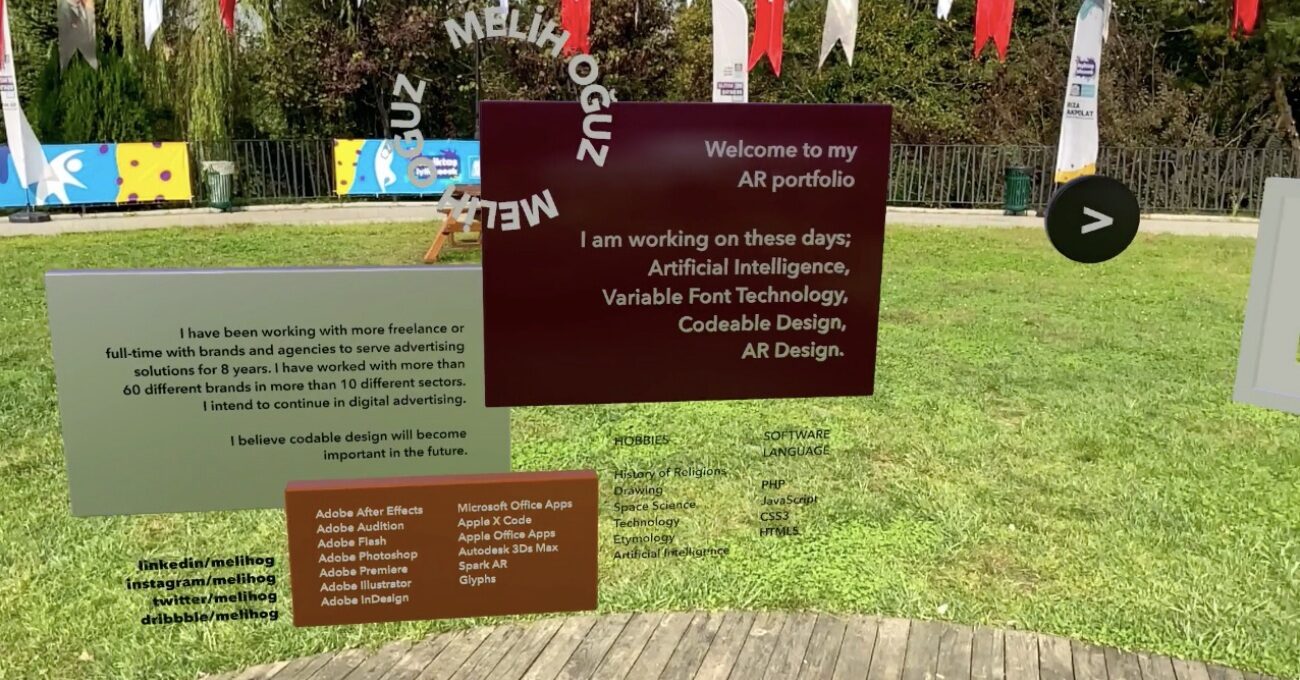 MELİH OĞUZ
MELİH
ĞUZ
Welcome to my
AR portfolio
I am working on these days;
Artificial Intelligence,
Variable Font Technology,
Codeable Design,
AR Design.
>
RIZA
AKPOLAT
I have been working with more freelance or
full-time with brands and agencies to serve advertising
solutions for 8 years. I have worked with more than
60 different brands in more than 10 different sectors.
I intend to continue in digital advertising.
I believe codable design will become
important in the future.
Adobe After Effects
Adobe Audition
Adobe Flash
Adobe Photoshop
Adobe Premiere
Adobe Illustrator
Adobe InDesign
Microsoft Office Apps
Apple X Code
Apple Office Apps
Autodesk 3Ds Max
Spark AR
Glyphs
HOBBIES
History of Religions
Drawing
Space Science
Technology
Etymology
Artificial Intelligence
SOFTWARE
LANGUAGE
PHP
JavaScript
CSS3
HTML5
linkedin/melihog
instagram/melihog
twitter/melihog
dribbble/melihog